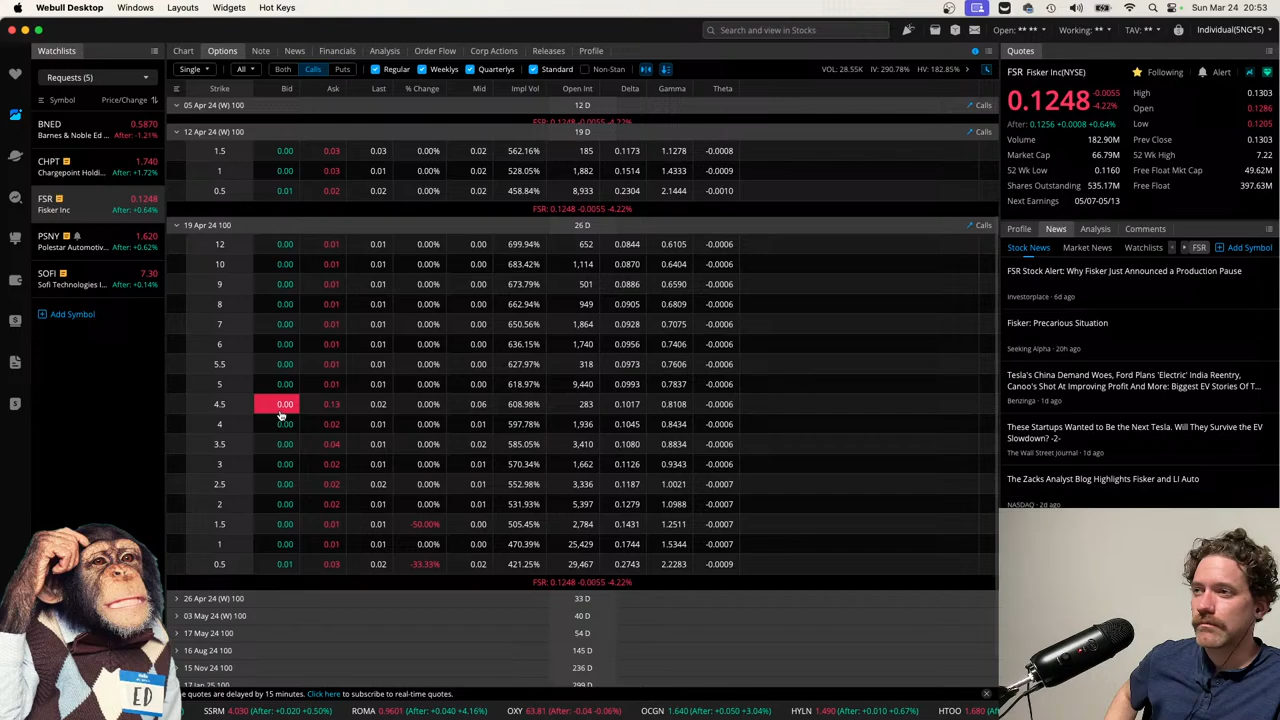 Webull Desktop Windows Layouts Widgets Hot Keys
Sun Mar 24 20:53
Search and view in Stocks
Open: ** ** Working: ** TAV: ** Individual(5NG*5)
Watchlists
Requests (5)
Symbol Price/Change
BNED 0.5870
Barnes & Noble Ed ... After: -1.21%
CHPT 1.740
Chargepoint Holdi... After: +1.72%
FSR 0.1248
Fisker Inc After: +0.64%
PSNY 1.620
Polestar Automotiv... After: +0.62%
SOFI 7.30
Sofi Technologies I... After: +0.14%
Add Symbol
Chart Options Note News Financials Analysis Order Flow Corp Actions Releases Profile
Single All Both Calls Puts Regular Weeklys Quarterlys Standard Non-Stan VOL: 28.55K IV: 290.78% HV: 182.85%
Strike Bid Ask Last % Change Mid Impl Vol Open Int Delta Gamma Theta
05 Apr 24 (W) 100 12 D Calls
FSR: 0.1248 -0.0055 -4.22%
12 Apr 24 (W) 100 19 D Calls
1.5 0.00 0.03 0.03 0.00% 0.02 562.16% 185 0.1173 1.1278 -0.0008
1 0.00 0.03 0.01 0.00% 0.02 528.05% 1,882 0.1514 1.4333 -0.0009
0.5 0.01 0.02 0.02 0.00% 0.02 458.84% 8,933 0.2304 2.1444 -0.0010
FSR: 0.1248 -0.0055 -4.22%
19 Apr 24 100 26 D Calls
12 0.00 0.01 0.01 0.00% 0.01 699.94% 652 0.0844 0.6105 -0.0006
10 0.00 0.01 0.01 0.00% 0.01 683.42% 1,114 0.0870 0.6404 -0.0006
9 0.00 0.01 0.01 0.00% 0.01 673.79% 501 0.0886 0.6590 -0.0006
8 0.00 0.01 0.01 0.00% 0.01 662.94% 949 0.0905 0.6809 -0.0006
7 0.00 0.01 0.01 0.00% 0.01 650.56% 1,864 0.0928 0.7075 -0.0006
6 0.00 0.01 0.01 0.00% 0.01 636.15% 1,740 0.0956 0.7406 -0.0006
5.5 0.00 0.01 0.01 0.00% 0.01 627.97% 318 0.0973 0.7606 -0.0006
5 0.00 0.01 0.01 0.00% 0.01 618.97% 9,440 0.0993 0.7837 -0.0006
4.5 0.00 0.13 0.02 0.00% 0.06 608.98% 283 0.1017 0.8108 -0.0006
4 0.00 0.02 0.01 0.00% 0.01 597.78% 1,936 0.1045 0.8434 -0.0006
3.5 0.00 0.04 0.01 0.00% 0.02 585.05% 3,410 0.1080 0.8834 -0.0006
3 0.00 0.02 0.01 0.00% 0.01 570.34% 1,662 0.1126 0.9343 -0.0006
2.5 0.00 0.02 0.01 0.00% 0.01 552.98% 3,336 0.1187 1.0021 -0.0006
2 0.00 0.02 0.01 0.00% 0.01 531.93% 5,397 0.1279 1.0988 -0.0006
1.5 0.00 0.01 0.01 -50.00% 0.00 505.45% 2,784 0.1431 1.2511 -0.0007
1 0.00 0.01 0.01 0.00% 0.00 470.39% 25,429 0.1744 1.5344 -0.0007
0.5 0.01 0.03 0.02 -33.33% 0.02 421.25% 29,467 0.2743 2.2283 -0.0009
FSR: 0.1248 -0.0055 -4.22%
26 Apr 24 (W) 100 33 D
03 May 24 (W) 100 40 D
17 May 24 100 54 D
16 Aug 24 100 145 D
15 Nov 24 100 236 D
17 Jan 25 100 299 D
Quotes
FSR Fisker Inc(NYSE) Following Alert
0.1248 -0.0055
-4.22%
After: 0.1256 +0.0008 +0.64%
High 0.1303
Open 0.1286
Low 0.1205
Volume 182.90M Prev Close 0.1303
Market Cap 66.79M 52 Wk High 7.22
52 Wk Low 0.1160 Free Float Mkt Cap 49.62M
Shares Outstanding 535.17M Free Float 397.63M
Next Earnings 05/07-05/13
Profile News Analysis Comments
Stock News Market News Watchlists FSR Add Symbol
FSR Stock Alert: Why Fisker Just Announced a Production Pause
Investorplace · 6d ago
Fisker: Precarious Situation
Seeking Alpha · 20h ago
Tesla's China Demand Woes, Ford Plans 'Electric' India Reentry,
Canoo's Shot At Improving Profit And More: Biggest EV Stories Of T...
Benzinga · 1d ago
These Startups Wanted to Be the Next Tesla. Will They Survive the EV
Slowdown? -2-
The Wall Street Journal · 1d ago
The Zacks Analyst Blog Highlights Fisker and LI Auto
NASDAQ · 2d ago
ED
e quotes are delayed by 15 minutes. Click here to subscribe to real-time quotes.
SSRM 4.030 (After: +0.020 +0.50%) ROMA 0.9601 (After: +0.040 +4.16%) OXY 63.81 (After: -0.04 -0.06%) OCGN 1.640 (After: +0.050 +3.04%) HYLN 1.490 (After: +0.010 +0.67%) HTOO 1.680 (After: